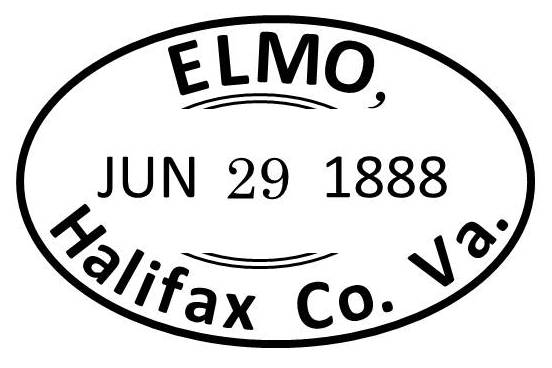 ELMO,
JUN 29 1888
Halifax Co. Va.